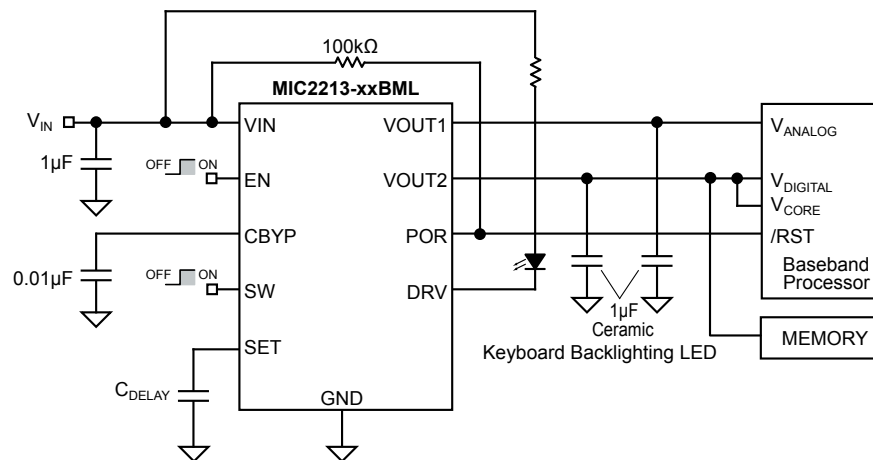 100kΩ
MIC2213-xxBML
VIN
VIN
VOUT1
VANALOG
1µF
OFF ON
EN
VOUT2
VDIGITAL
VCORE
CBYP
POR
/RST
0.01µF
OFF ON
SW
DRV
Baseband
Processor
1µF
Ceramic
SET
Keyboard Backlighting LED
MEMORY
CDELAY
GND